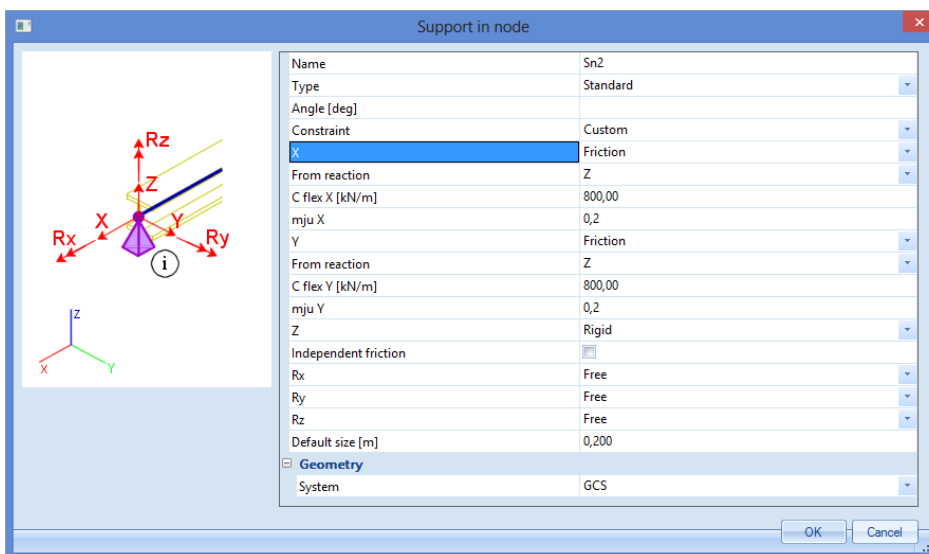 Support in node
Name Sn2
Type Standard
Angle [deg]
Constraint Custom
X Friction
From reaction Z
C flex X [kN/m] 800,00
mju X 0,2
Y Friction
From reaction Z
C flex Y [kN/m] 800,00
mju Y 0,2
Z Rigid
Independent friction
Rx Free
Ry Free
Rz Free
Default size [m] 0,200
Geometry
System GCS
Rz
Z
X Y
Rx Ry
i
Z
X Y
OK Cancel